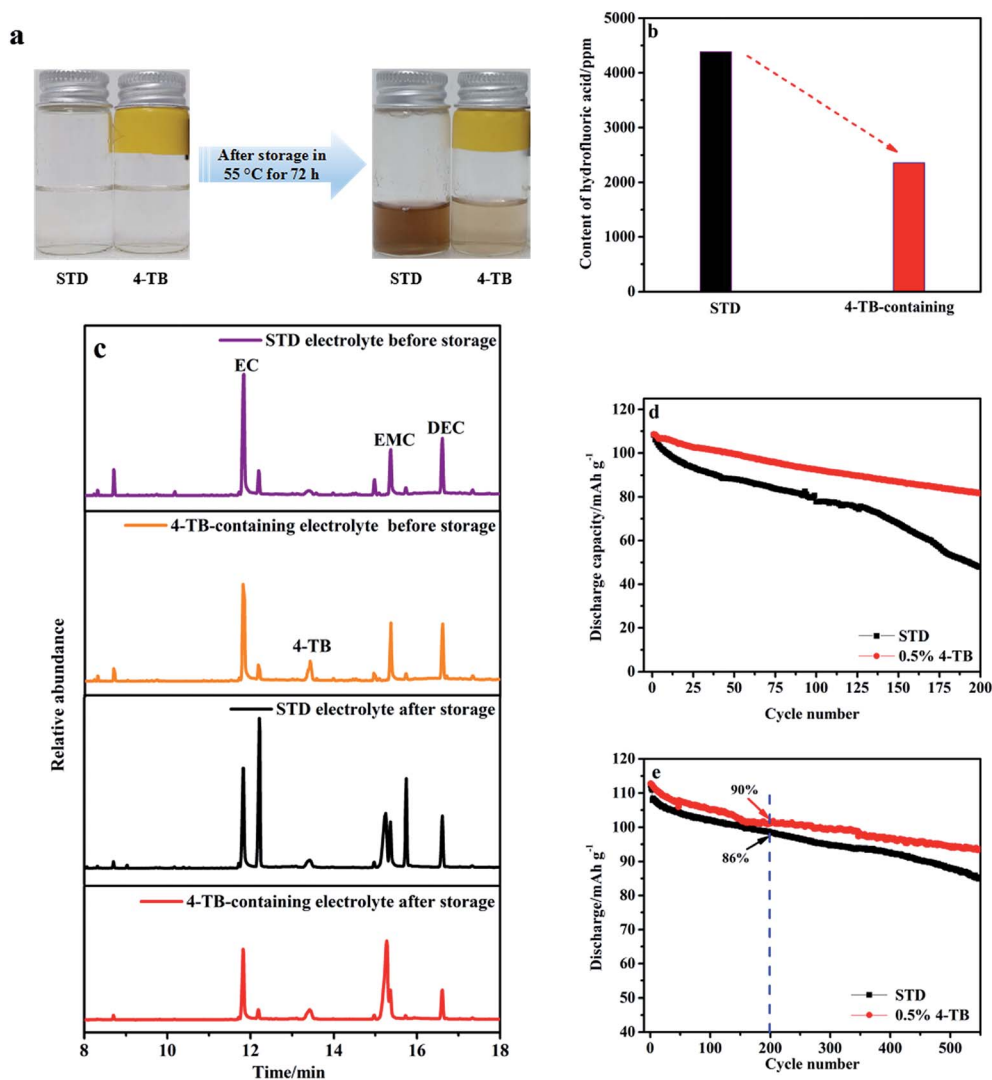 a
After storage in
55 °C for 72 h
STD
4-TB
STD
4-TB
b
Content of hydrofluoric acid/ppm
5000
4000
3000
2000
1000
0
STD
4-TB-containing
c
STD electrolyte before storage
EC
EMC
DEC
4-TB-containing electrolyte before storage
4-TB
STD electrolyte after storage
4-TB-containing electrolyte after storage
Relative abundance
8
10
12
14
16
18
Time/min
d
Discharge capacity/mAh g⁻¹
120
100
80
60
40
20
0
STD
0.5% 4-TB
0
25
50
75
100
125
150
175
200
Cycle number
e
Discharge/mAh g⁻¹
120
110
100
90
80
70
60
50
40
90%
86%
STD
0.5% 4-TB
0
100
200
300
400
500
Cycle number